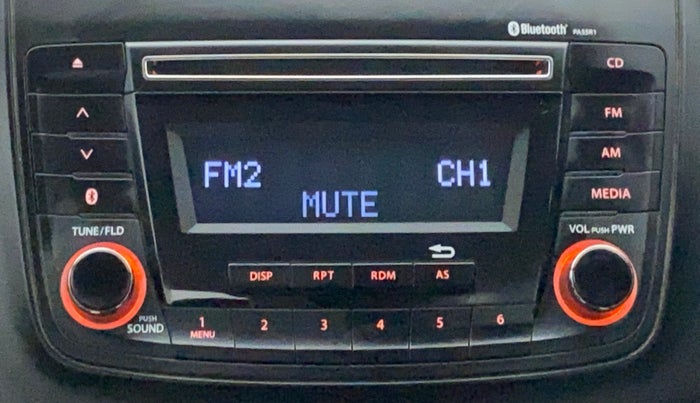 Bluetooth® PASSR1
CD
FM
AM
MEDIA
FM2 CH1
MUTE
TUNE/FLD
VOL PUSH PWR
DISP RPT RDM AS
PUSH
SOUND
1 2 3 4 5 6
MENU